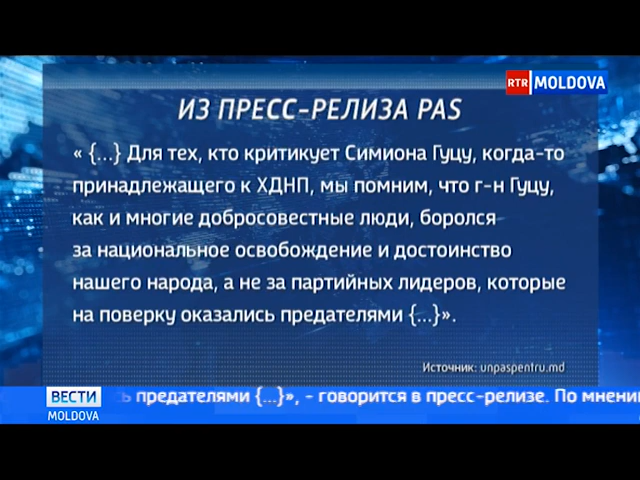 RTR MOLDOVA
ИЗ ПРЕСС-РЕЛИЗА PAS
« {...} Для тех, кто критикует Симиона Гуцу, когда-то
принадлежащего к ХДНП, мы помним, что г-н Гуцу,
как и многие добросовестные люди, боролся
за национальное освобождение и достоинство
нашего народа, а не за партийных лидеров, которые
на поверку оказались предателями {...}».
Источник: unpaspentru.md
ВЕСТИ
MOLDOVA
ь предателями {...}», - говорится в пресс-релизе. По мнени